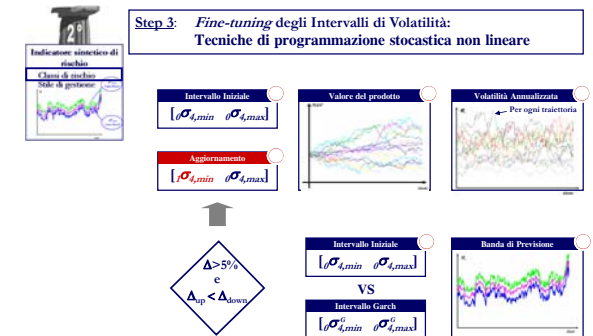 Step 3: Fine-tuning degli Intervalli di Volatilità:
Tecniche di programmazione stocastica non lineare
2°
Indicatore sintetico di
rischio
Classi di rischio
Stile di gestione
Intervallo Iniziale
[₀σ₄,min ₀σ₄,max]
Valore del prodotto
Volatilità Annualizzata
Per ogni traiettoria
Aggiornamento
[₁σ₄,min ₀σ₄,max]
Δ>5%
e
Δup < Δdown
Intervallo Iniziale
[₀σ₄,min ₀σ₄,max]
VS
Intervallo Garch
[₀σᴳ₄,min ₀σᴳ₄,max]
Banda di Previsione